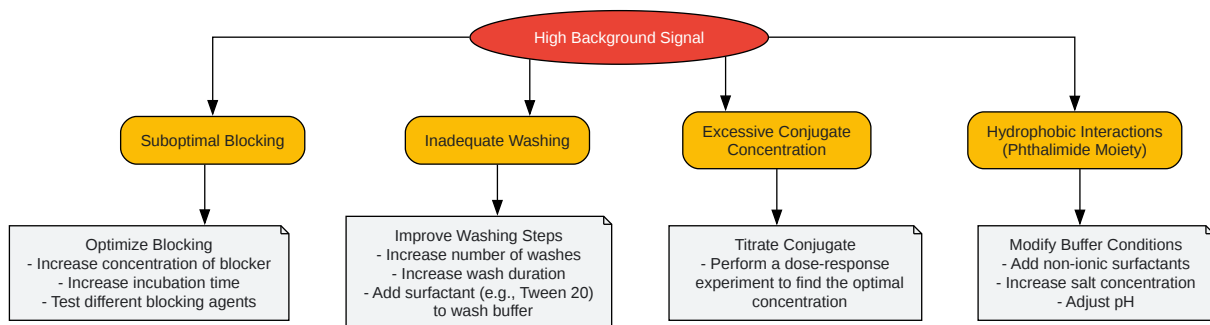 High Background Signal
Suboptimal Blocking
Inadequate Washing
Excessive Conjugate
Concentration
Hydrophobic Interactions
(Phthalimide Moiety)
Optimize Blocking
- Increase concentration of blocker
- Increase incubation time
- Test different blocking agents
Improve Washing Steps
- Increase number of washes
- Increase wash duration
- Add surfactant (e.g., Tween 20)
to wash buffer
Titrate Conjugate
- Perform a dose-response
experiment to find the optimal
concentration
Modify Buffer Conditions
- Add non-ionic surfactants
- Increase salt concentration
- Adjust pH